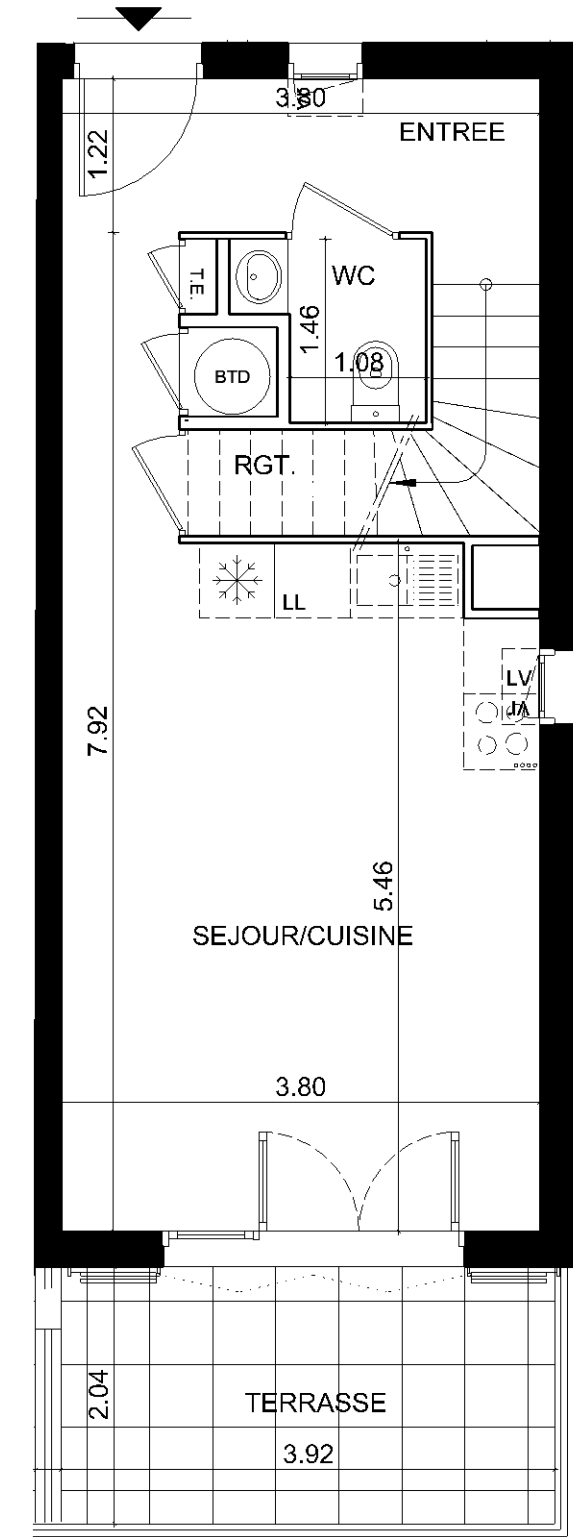 3.80
ENTREE
1.22
T.E.
WC
1.46
1.08
BTD
RGT.
LL
LV
7.92
5.46
SEJOUR/CUISINE
3.80
2.04
TERRASSE
3.92